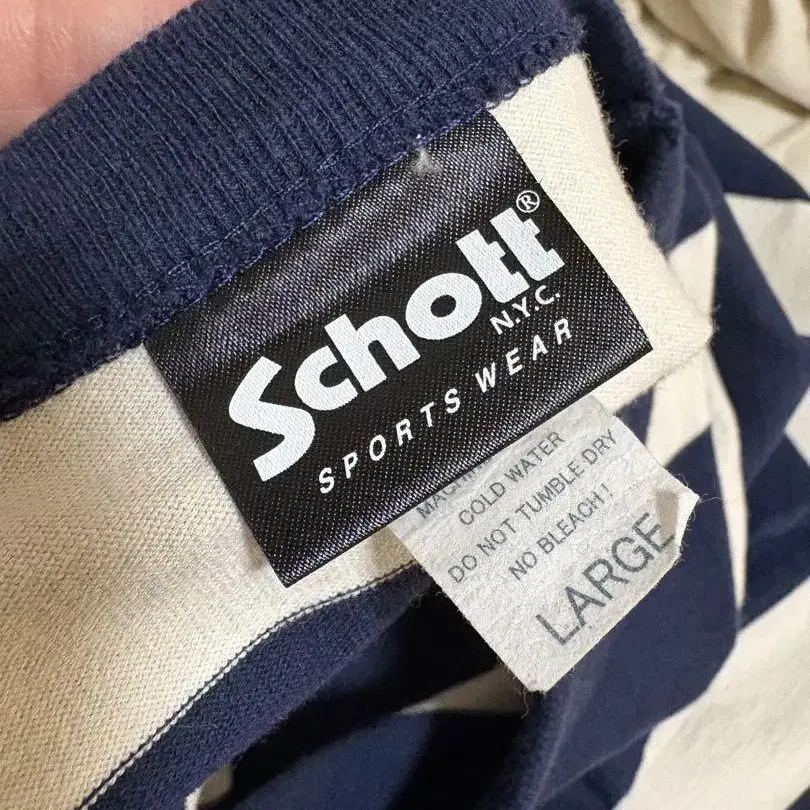 Schott®
N.Y.C.
SPORTS WEAR
COLD WATER
DO NOT TUMBLE DRY
NO BLEACH!
LARGE